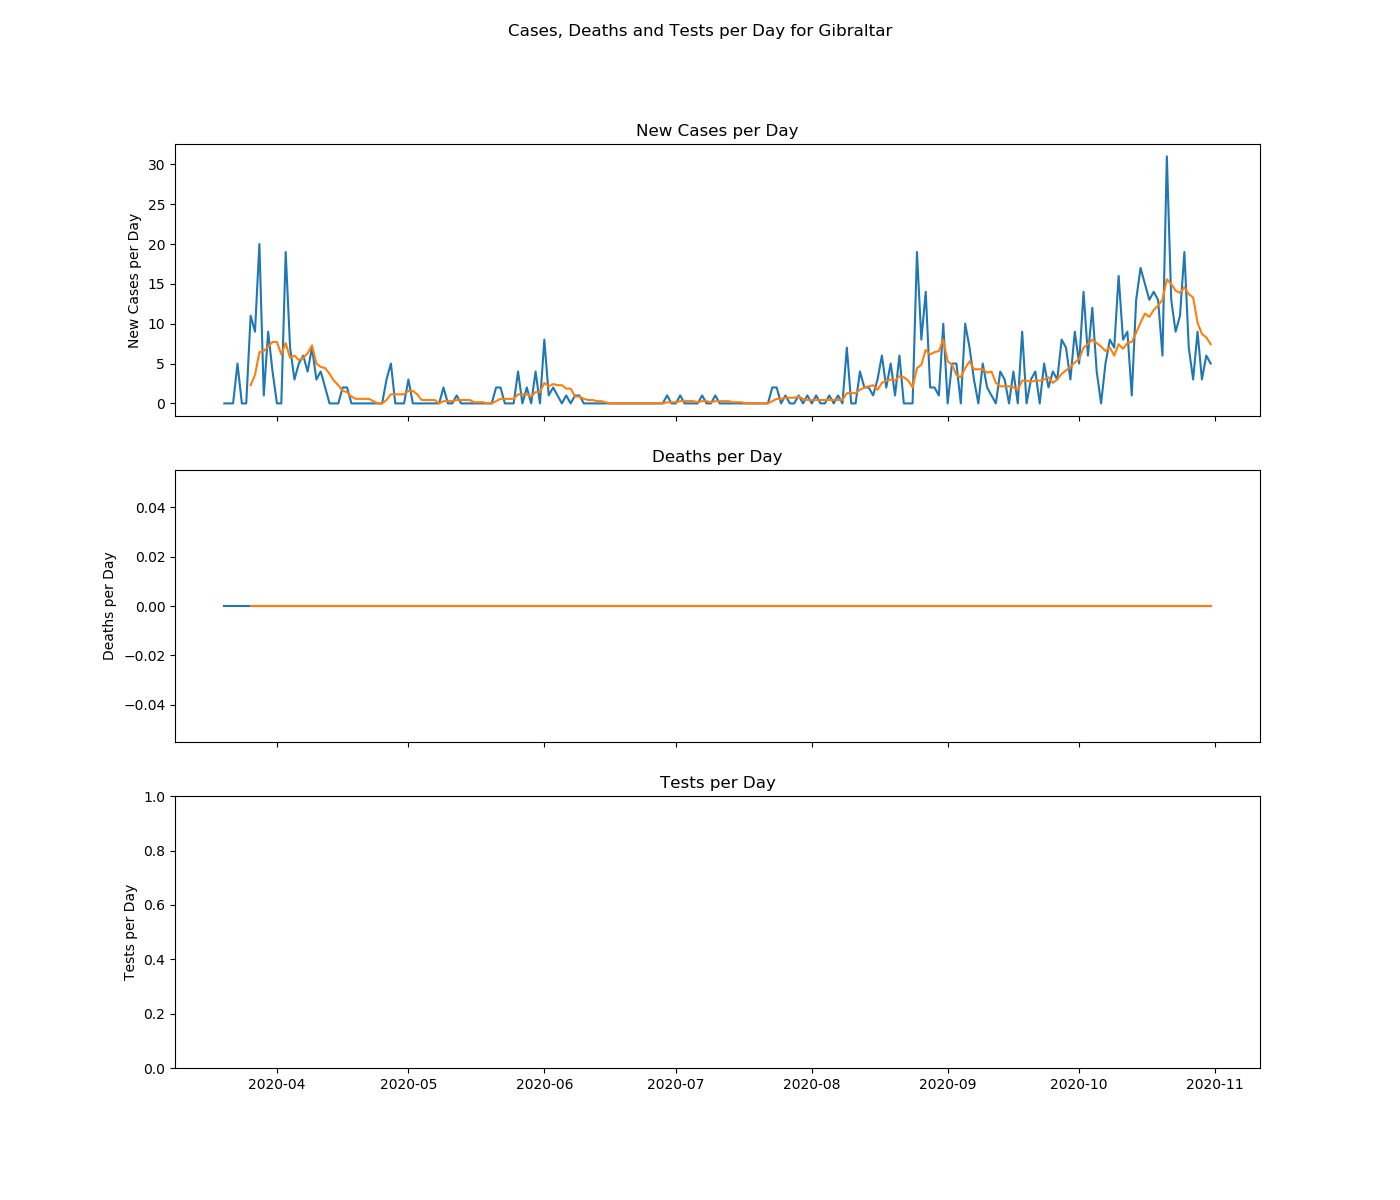 Cases, Deaths and Tests per Day for Gibraltar
New Cases per Day
New Cases per Day
30
25
20
15
10
5
0
Deaths per Day
Deaths per Day
0.04
0.02
0.00
−0.02
−0.04
Tests per Day
Tests per Day
1.0
0.8
0.6
0.4
0.2
0.0
2020-04 2020-05 2020-06 2020-07 2020-08 2020-09 2020-10 2020-11